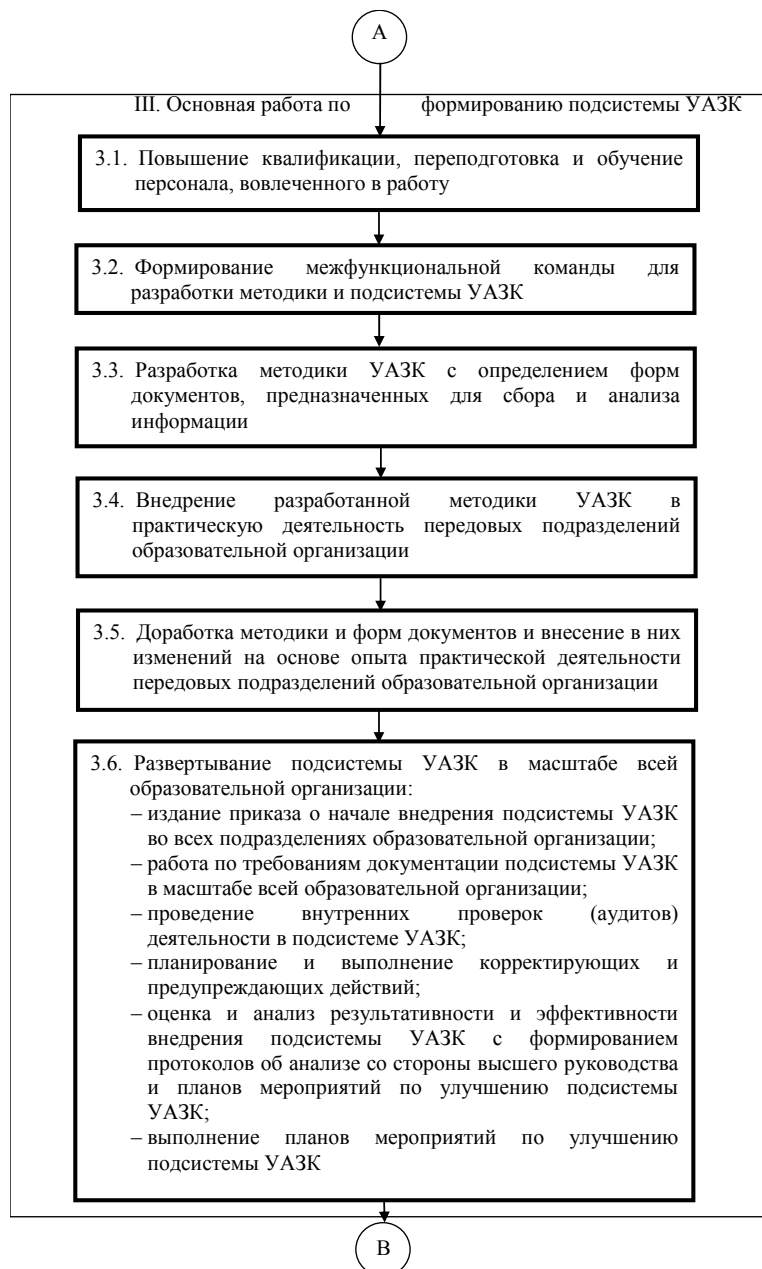 А
III. Основная работа по формированию подсистемы УАЗК
3.1. Повышение квалификации, переподготовка и обучение
персонала, вовлеченного в работу
3.2. Формирование межфункциональной команды для
разработки методики и подсистемы УАЗК
3.3. Разработка методики УАЗК с определением форм
документов, предназначенных для сбора и анализа
информации
3.4. Внедрение разработанной методики УАЗК в
практическую деятельность передовых подразделений
образовательной организации
3.5. Доработка методики и форм документов и внесение в них
изменений на основе опыта практической деятельности
передовых подразделений образовательной организации
3.6. Развертывание подсистемы УАЗК в масштабе всей
образовательной организации:
– издание приказа о начале внедрения подсистемы УАЗК
во всех подразделениях образовательной организации;
– работа по требованиям документации подсистемы УАЗК
в масштабе всей образовательной организации;
– проведение внутренних проверок (аудитов)
деятельности в подсистеме УАЗК;
– планирование и выполнение корректирующих и
предупреждающих действий;
– оценка и анализ результативности и эффективности
внедрения подсистемы УАЗК с формированием
протоколов об анализе со стороны высшего руководства
и планов мероприятий по улучшению подсистемы
УАЗК;
– выполнение планов мероприятий по улучшению
подсистемы УАЗК
В